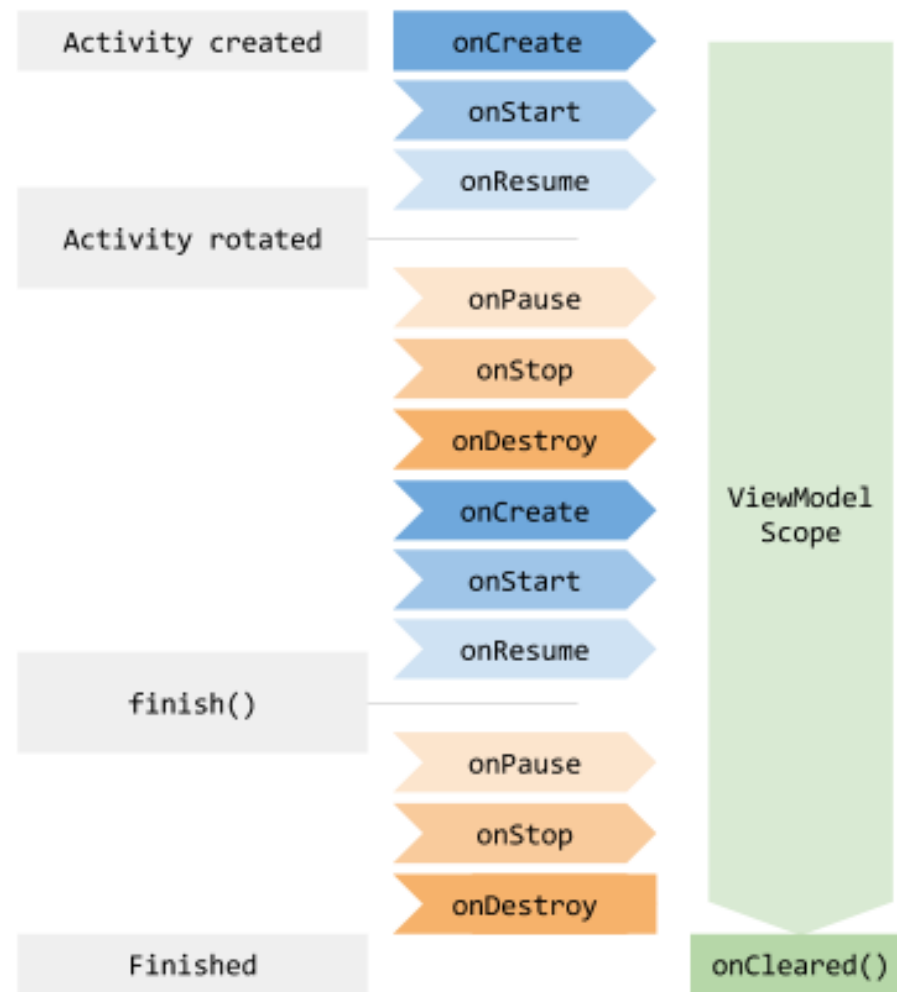 Activity created
onCreate
onStart
onResume
Activity rotated
onPause
onStop
onDestroy
onCreate
onStart
onResume
ViewModel
Scope
finish()
onPause
onStop
onDestroy
Finished
onCleared()